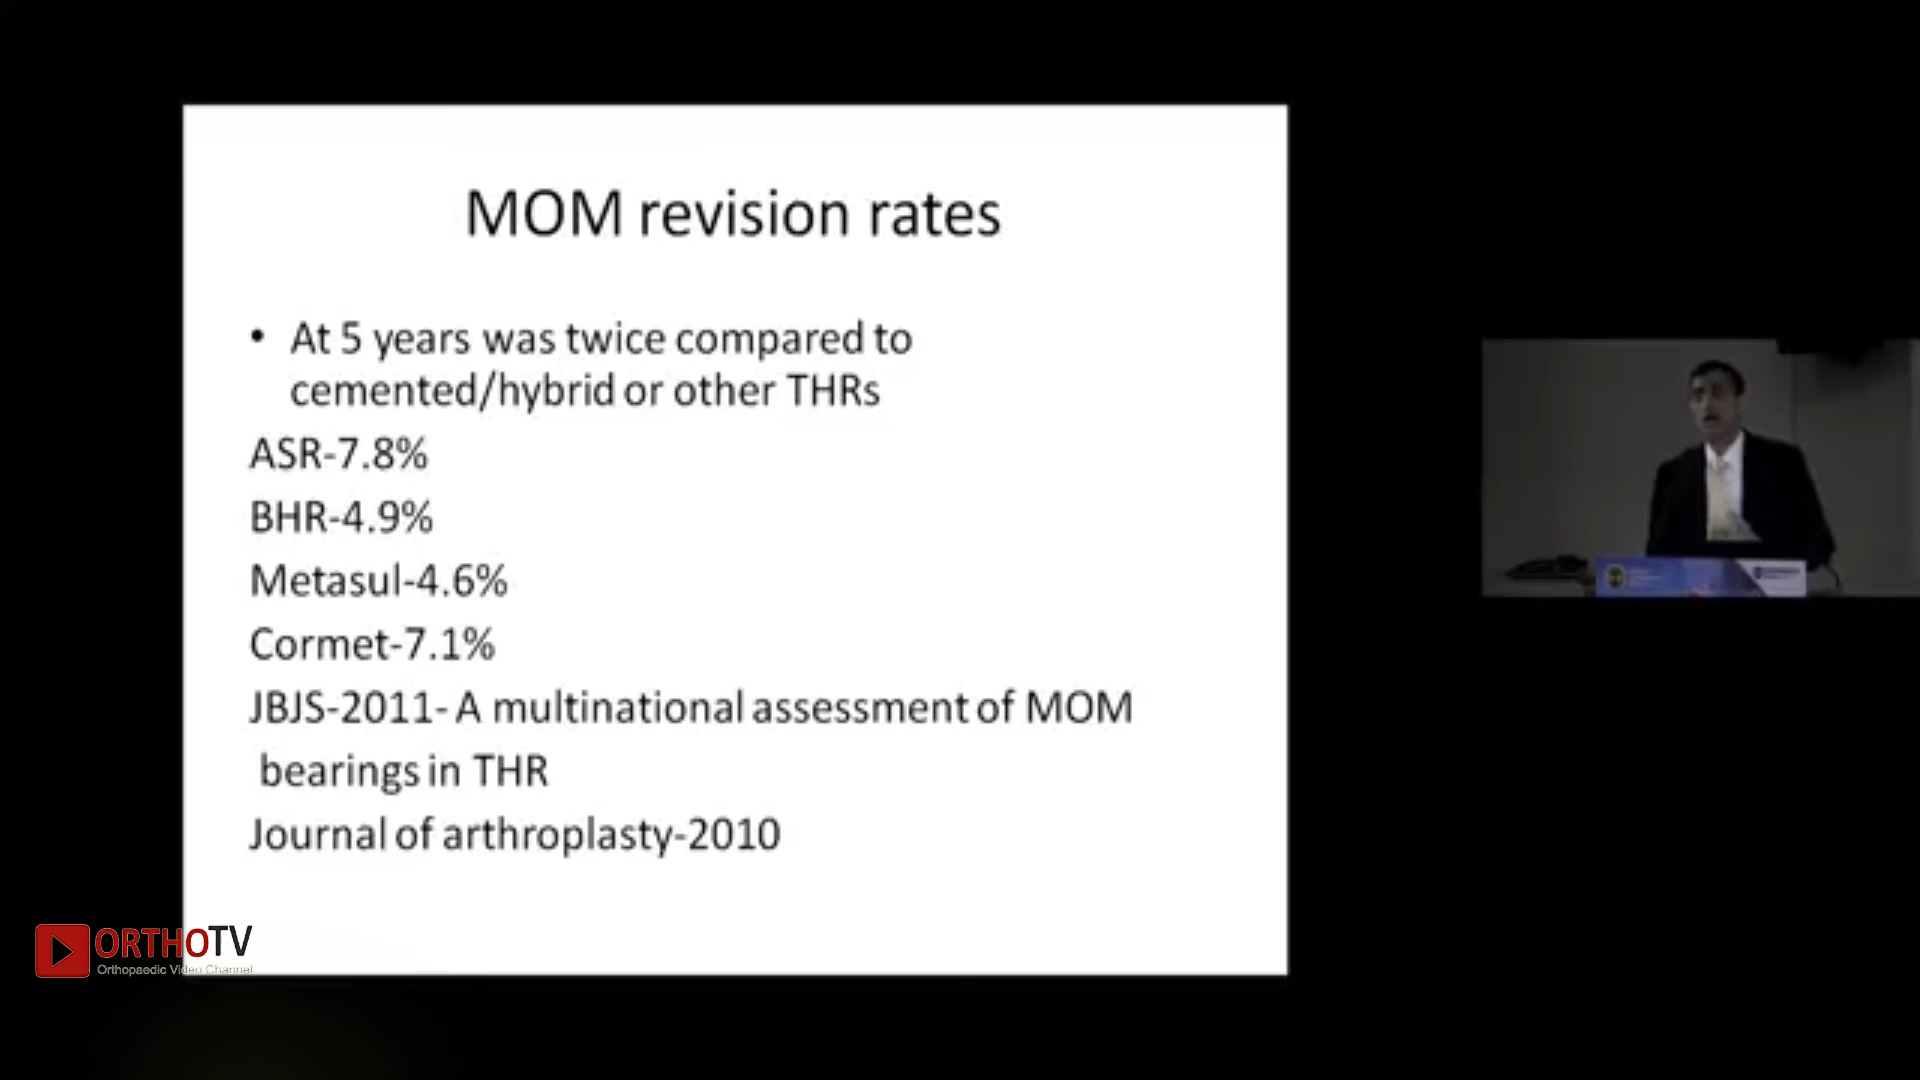 MOM revision rates
• At 5 years was twice compared to
cemented/hybrid or other THRs
ASR-7.8%
BHR-4.9%
Metasul-4.6%
Cormet-7.1%
JBJS-2011- A multinational assessment of MOM
bearings in THR
Journal of arthroplasty-2010
ORTHOTV
Orthopaedic Video Channel